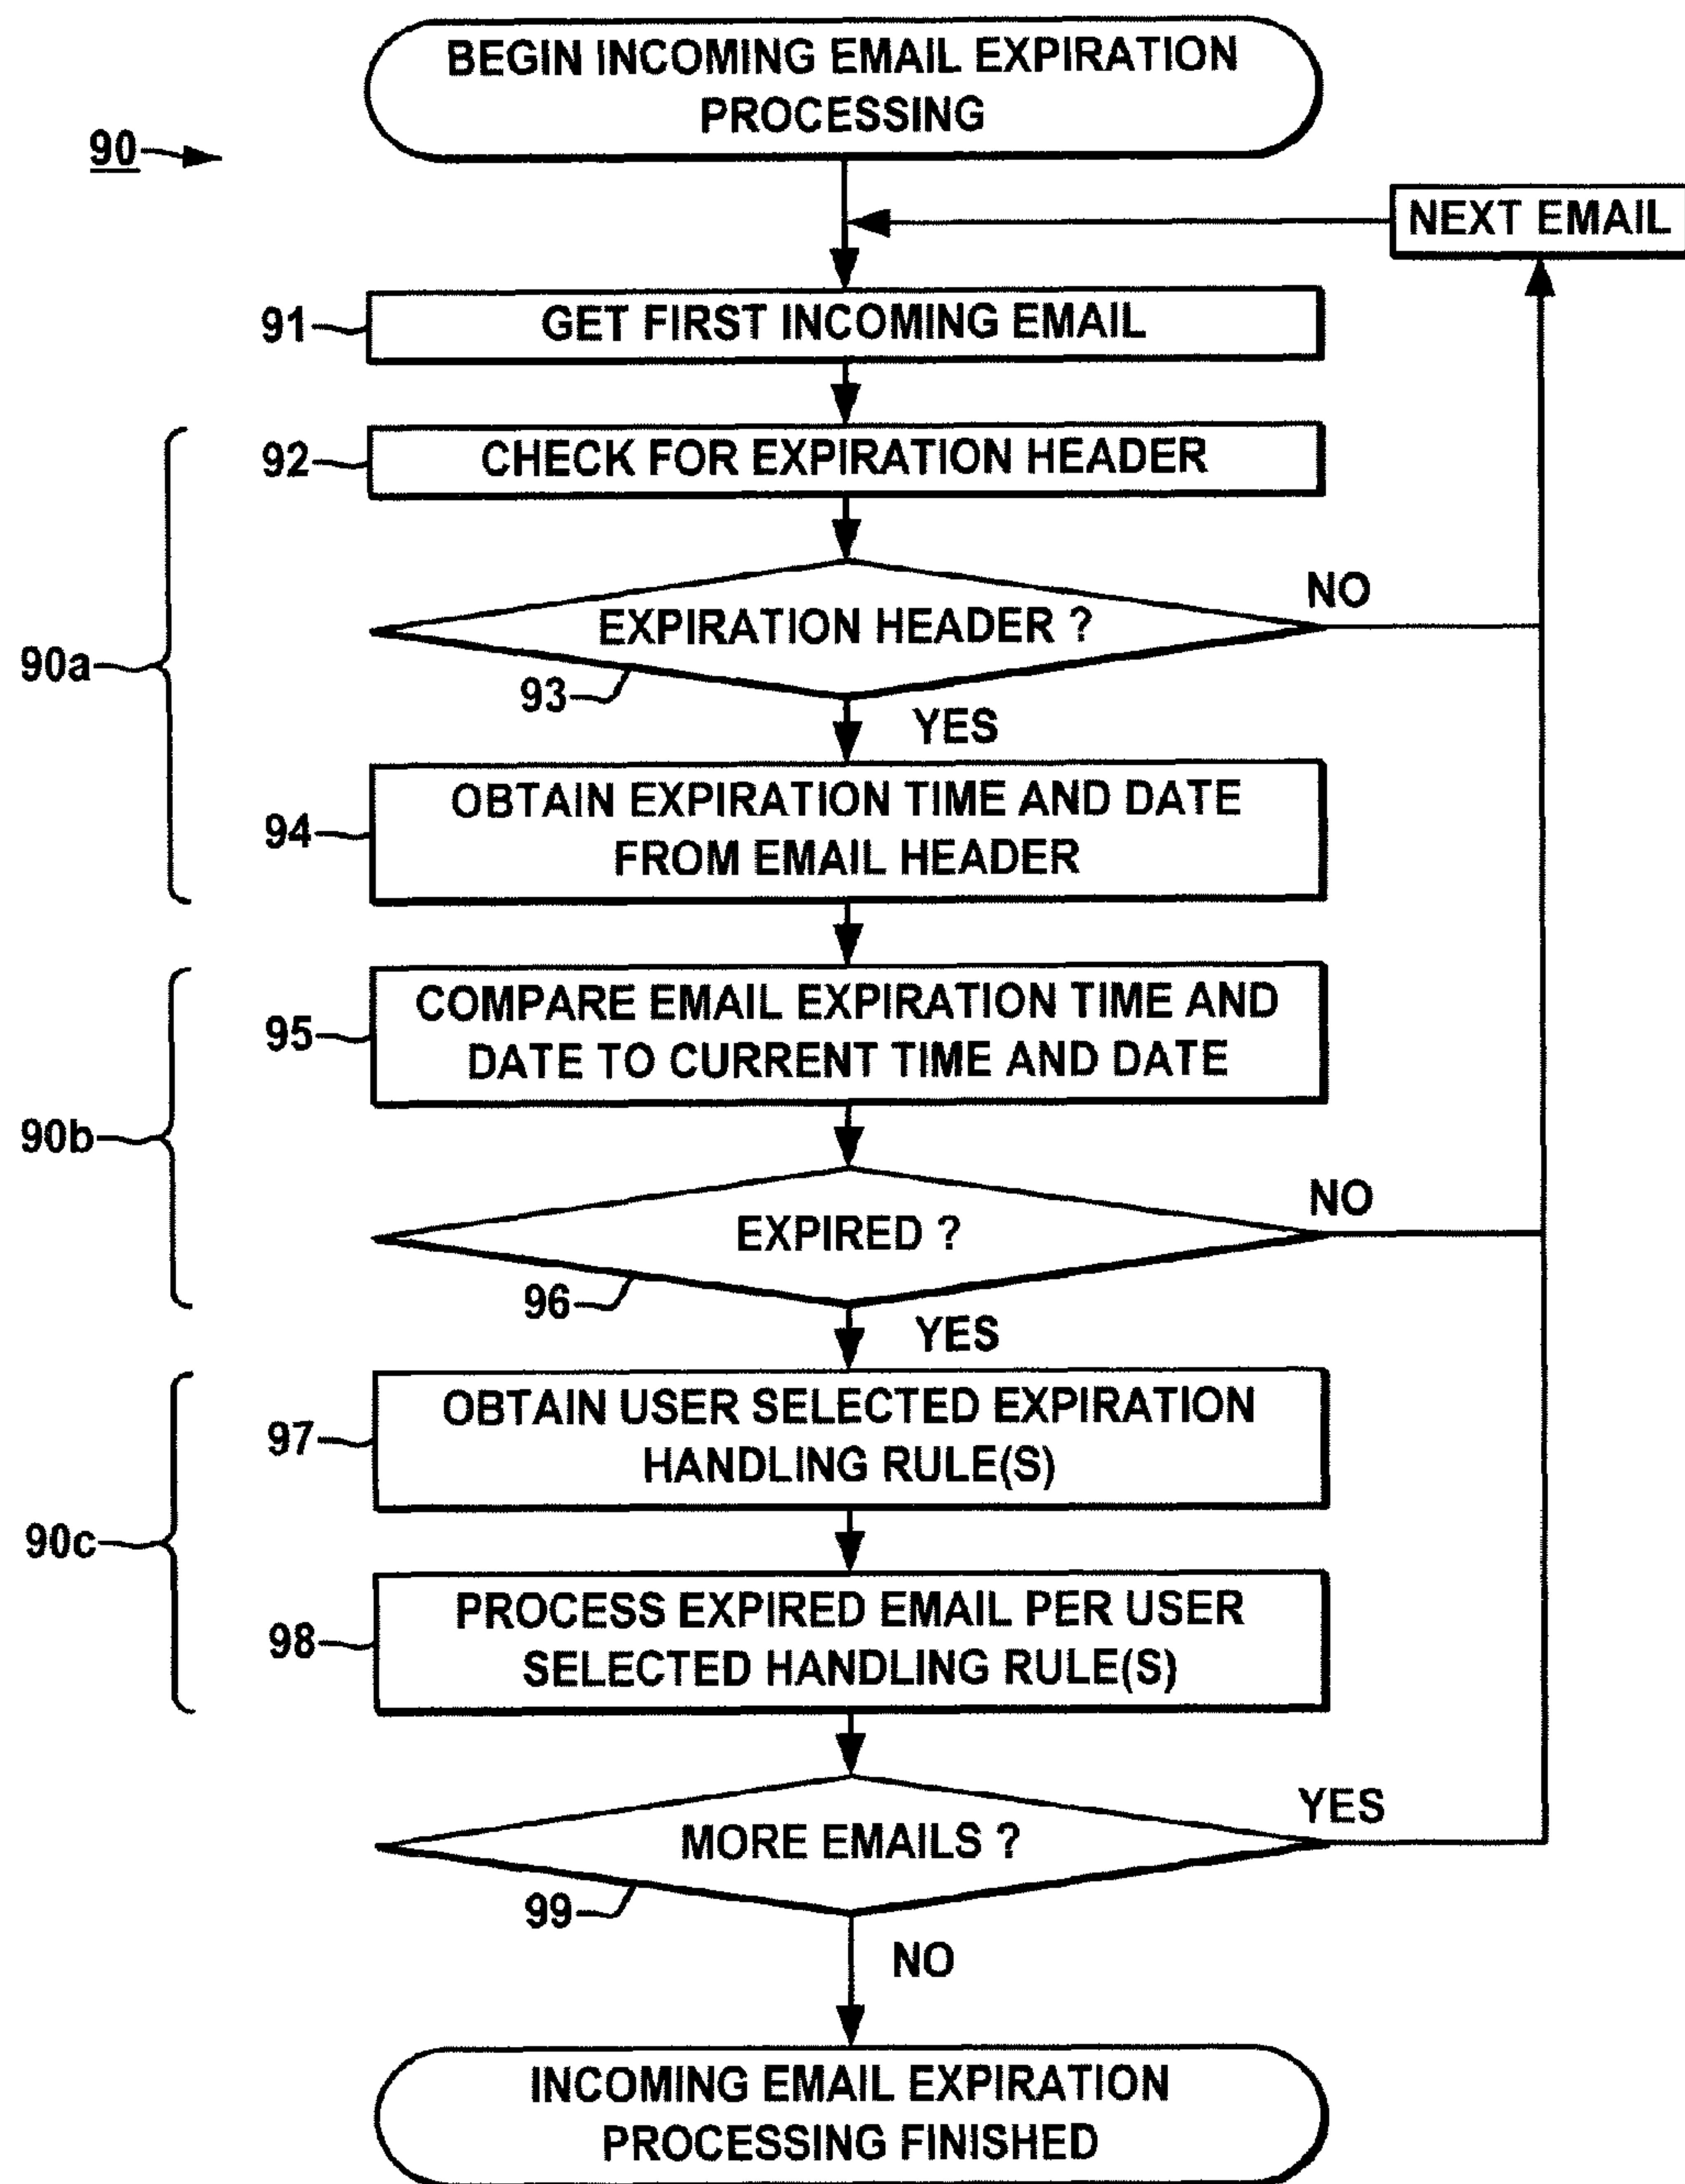 BEGIN INCOMING EMAIL EXPIRATION
PROCESSING
90
NEXT EMAIL
91
GET FIRST INCOMING EMAIL
92
CHECK FOR EXPIRATION HEADER
NO
EXPIRATION HEADER ?
90a
93
YES
94
OBTAIN EXPIRATION TIME AND DATE
FROM EMAIL HEADER
95
COMPARE EMAIL EXPIRATION TIME AND
DATE TO CURRENT TIME AND DATE
90b
NO
EXPIRED ?
96
YES
97
OBTAIN USER SELECTED EXPIRATION
HANDLING RULE(S)
90c
98
PROCESS EXPIRED EMAIL PER USER
SELECTED HANDLING RULE(S)
YES
MORE EMAILS ?
99
NO
INCOMING EMAIL EXPIRATION
PROCESSING FINISHED